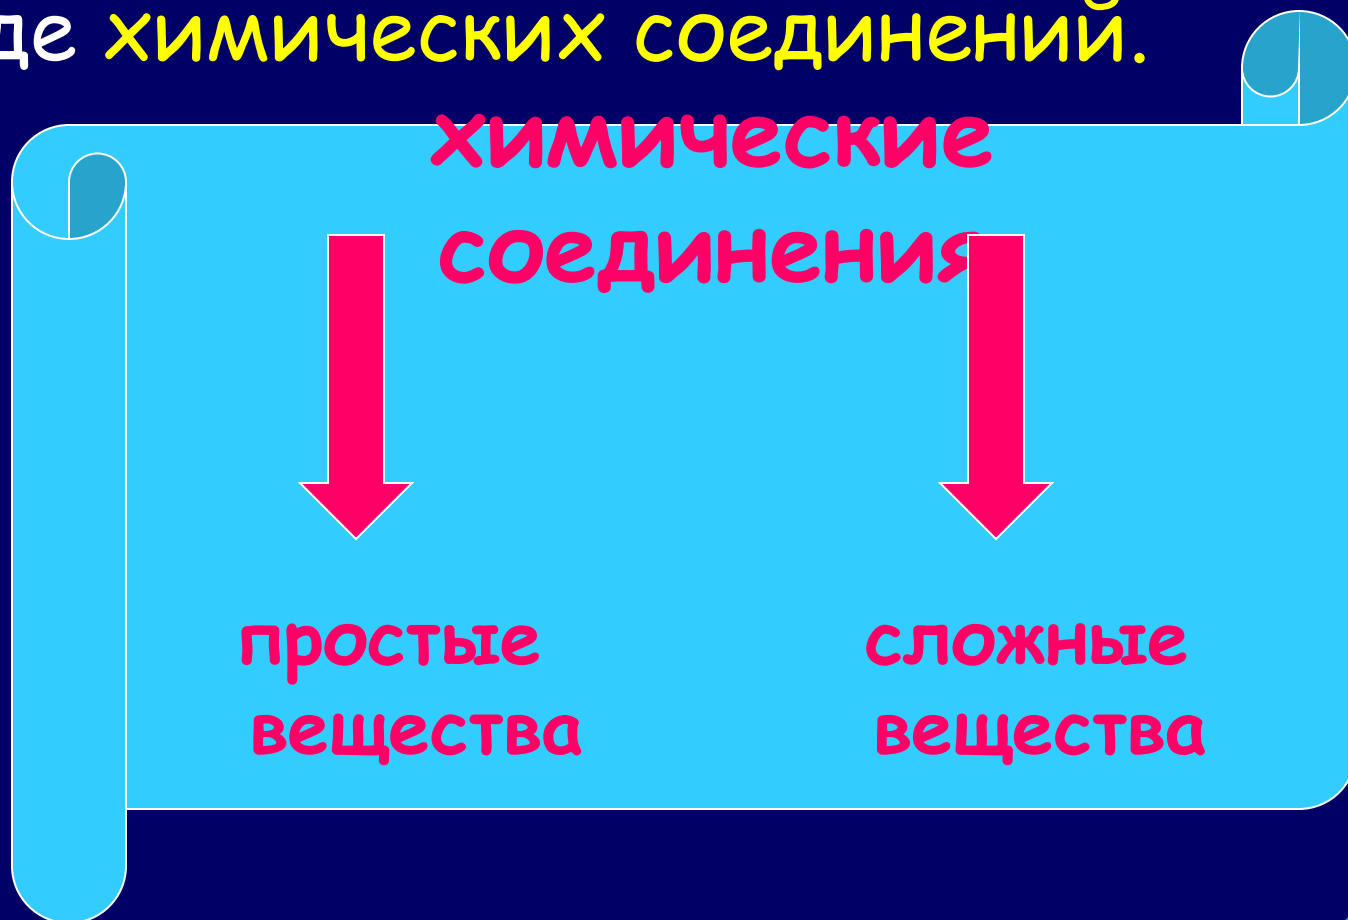 де химических соединений.
химические
соединения
простые
вещества
сложные
вещества